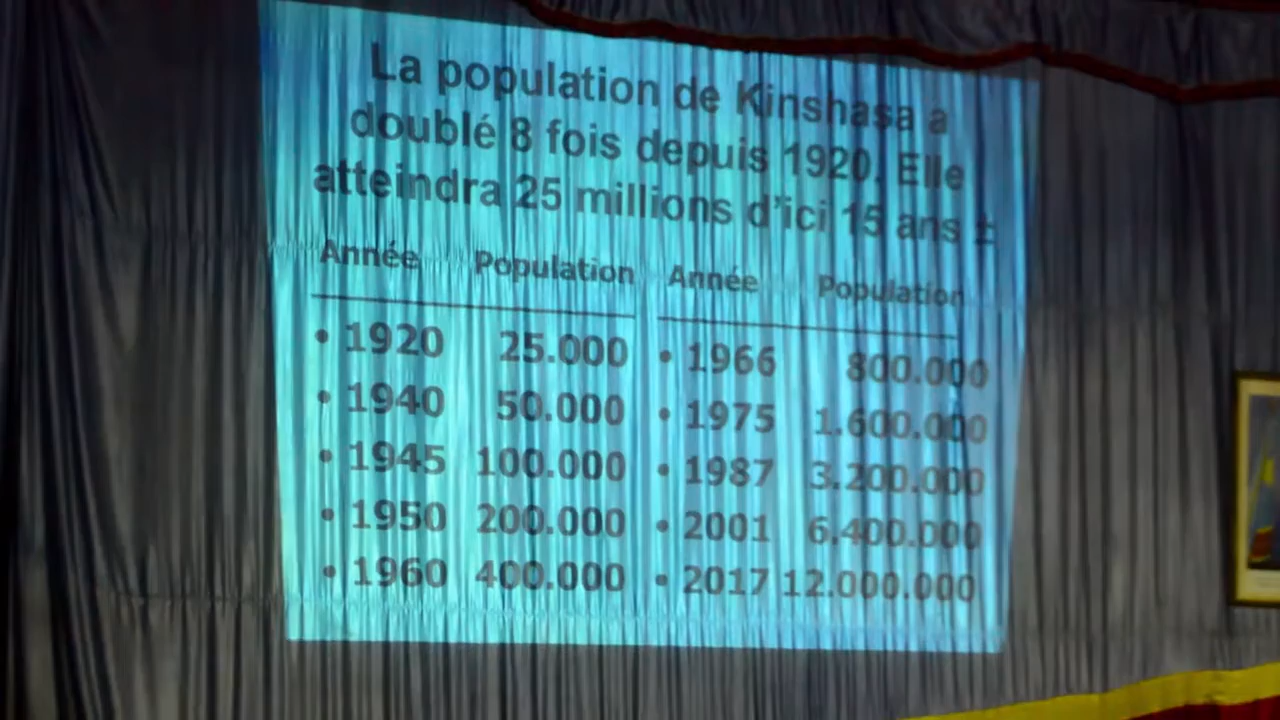 La population de Kinshasa a
doublé 8 fois depuis 1920. Elle
atteindra 25 millions d'ici 15 ans ±
Année Population Année Population
• 1920 25.000 • 1966 800.000
• 1940 50.000 • 1975 1.600.000
• 1945 100.000 • 1987 3.200.000
• 1950 200.000 • 2001 6.400.000
• 1960 400.000 • 2017 12.000.000